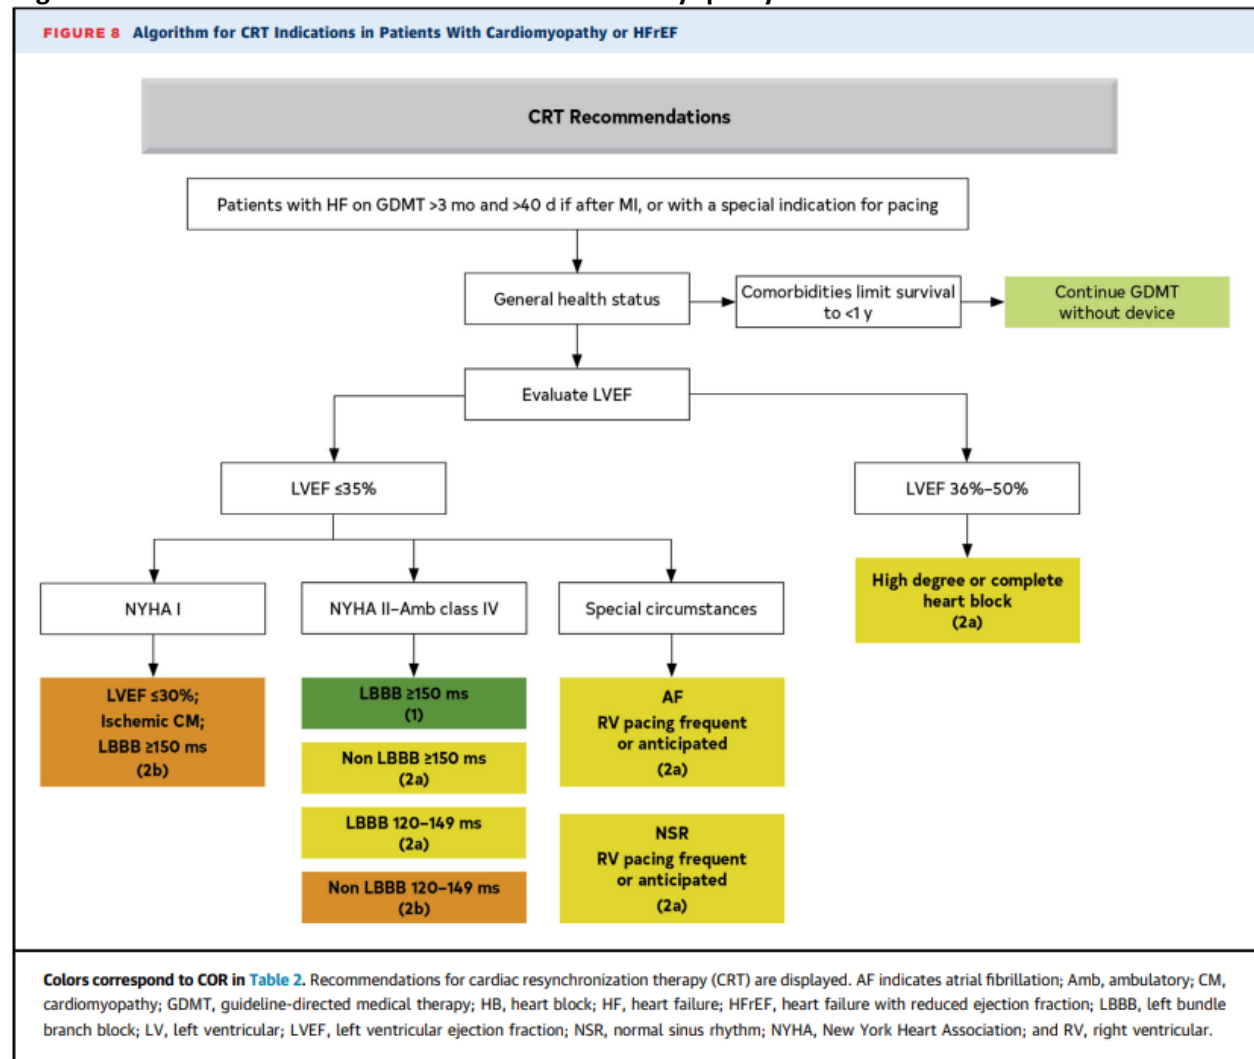 FIGURE 8 Algorithm for CRT Indications in Patients With Cardiomyopathy or HFrEF
CRT Recommendations
Patients with HF on GDMT >3 mo and >40 d if after MI, or with a special indication for pacing
General health status
Comorbidities limit survival
to <1 y
Continue GDMT
without device
Evaluate LVEF
LVEF ≤35%
LVEF 36%–50%
High degree or complete
heart block
(2a)
NYHA I
NYHA II–Amb class IV
Special circumstances
LVEF ≤30%;
Ischemic CM;
LBBB ≥150 ms
(2b)
LBBB ≥150 ms
(1)
Non LBBB ≥150 ms
(2a)
LBBB 120–149 ms
(2a)
Non LBBB 120–149 ms
(2b)
AF
RV pacing frequent
or anticipated
(2a)
NSR
RV pacing frequent
or anticipated
(2a)
Colors correspond to COR in Table 2. Recommendations for cardiac resynchronization therapy (CRT) are displayed. AF indicates atrial fibrillation; Amb, ambulatory; CM,
cardiomyopathy; GDMT, guideline-directed medical therapy; HB, heart block; HF, heart failure; HFrEF, heart failure with reduced ejection fraction; LBBB, left bundle
branch block; LV, left ventricular; LVEF, left ventricular ejection fraction; NSR, normal sinus rhythm; NYHA, New York Heart Association; and RV, right ventricular.